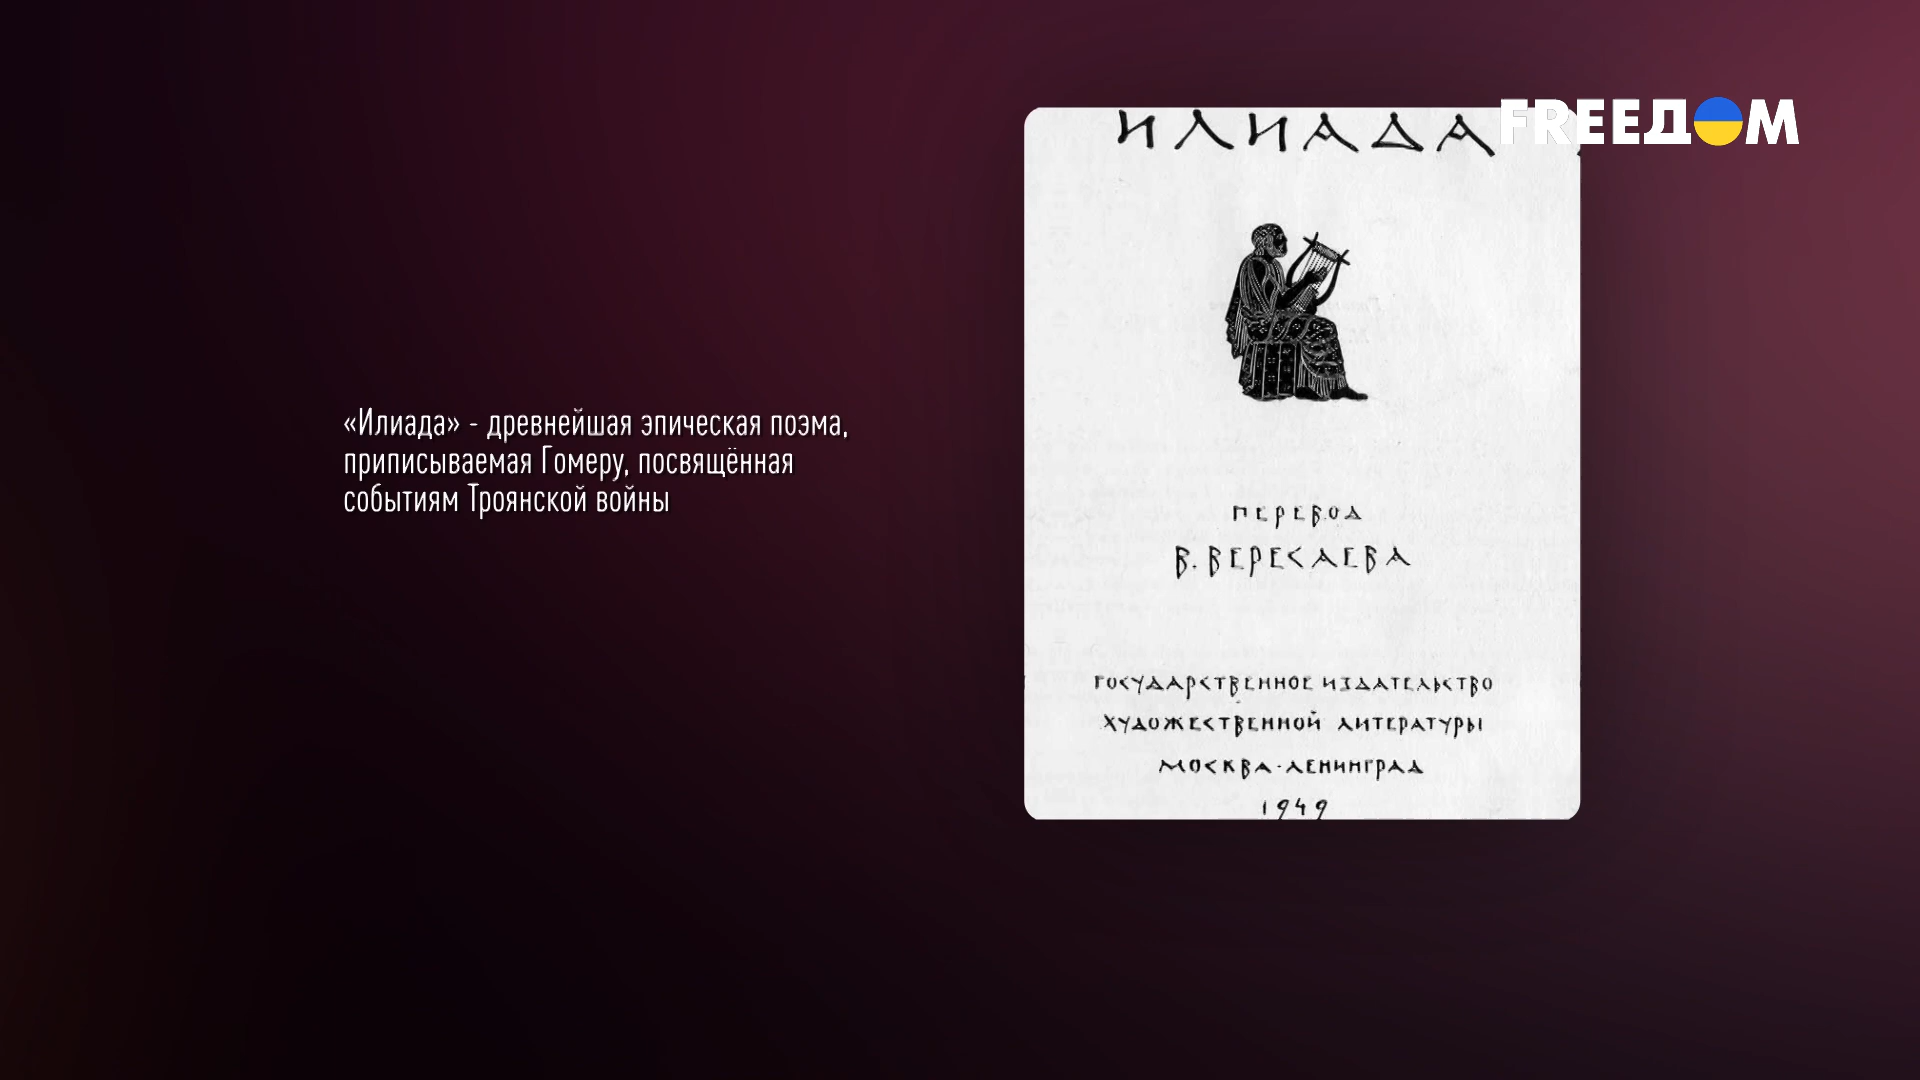 «Илиада» - древнейшая эпическая поэма,
приписываемая Гомеру, посвящённая
событиям Троянской войны
ИЛИАДА
FREEДОМ
ПЕРЕВОД
В. ВЕРЕСАЕВА
ГОСУДАРСТВЕННОЕ ИЗДАТЕЛЬСТВО
ХУДОЖЕСТВЕННОЙ ЛИТЕРАТУРЫ
МОСКВА · ЛЕНИНГРАД
1949